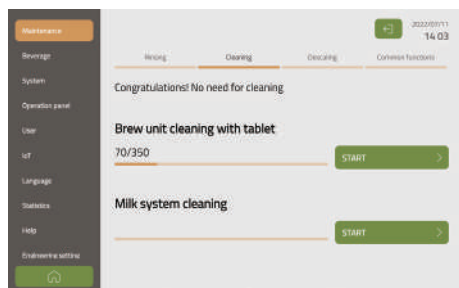 Maintenance
Beverage
System
Operation panel
User
IoT
Language
Statistics
Help
Engineering setting
2022/07/11
14 03
Rinsing
Cleaning
Descaling
Common functions
Congratulations! No need for cleaning
Brew unit cleaning with tablet
70/350
START
Milk system cleaning
START